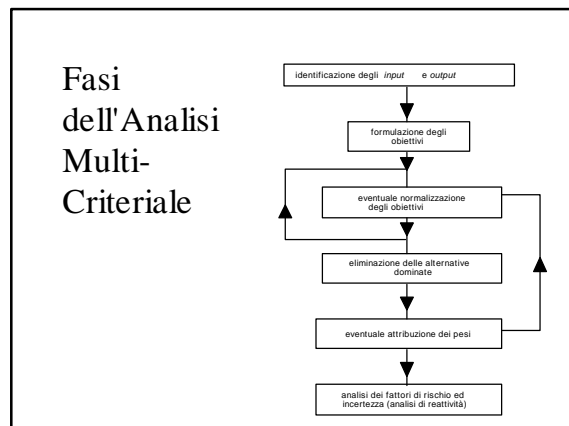 Fasi
dell'Analisi
Multi-
Criteriale
identificazione degli input e output
formulazione degli
obiettivi
eventuale normalizzazione
degli obiettivi
eliminazione delle alternative
dominate
eventuale attribuzione dei pesi
analisi dei fattori di rischio ed
incertezza (analisi di reattività)